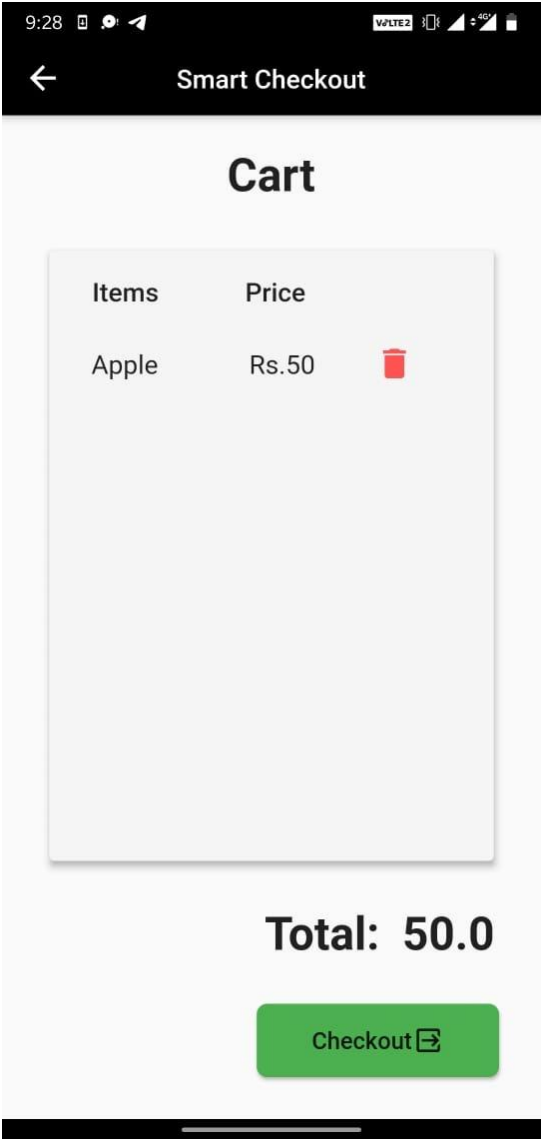 9:28 VoLTE2 4G+
Smart Checkout
Cart
Items Price
Apple Rs.50
Total: 50.0
Checkout